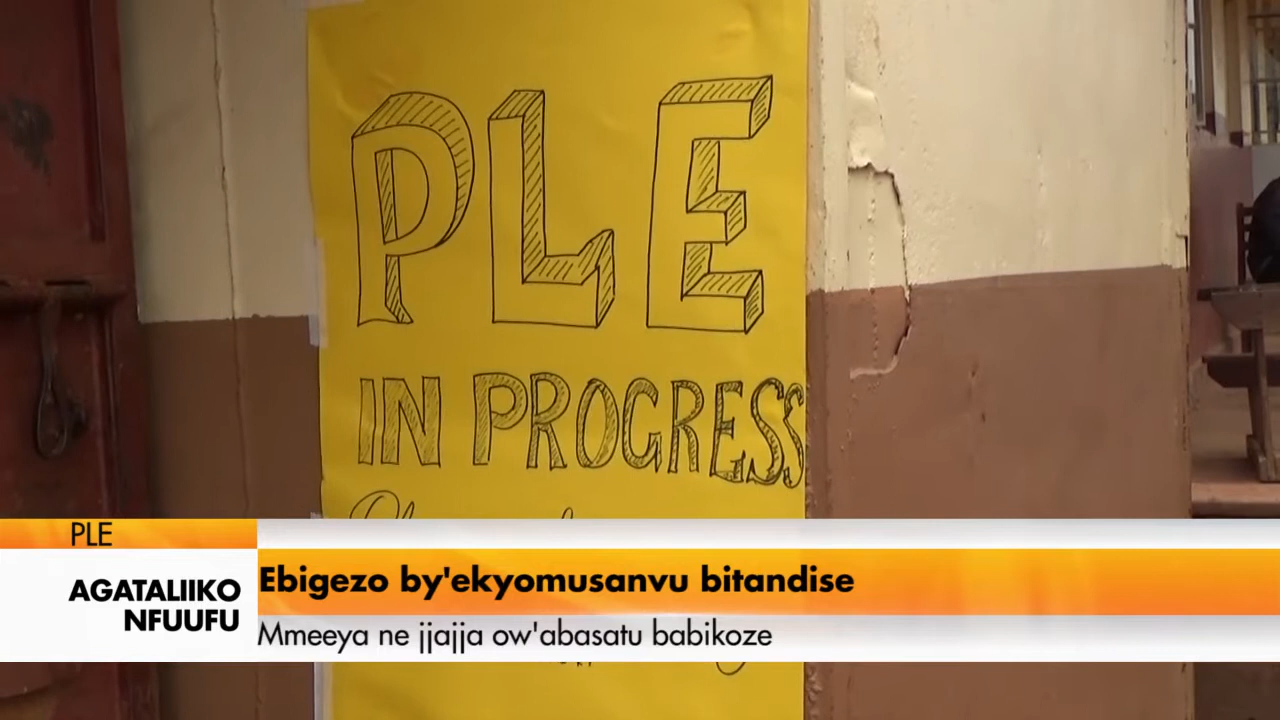 PLE
IN PROGRESS
PLE
AGATALIIKO
NFUUFU
Ebigezo by'ekyomusanvu bitandise
Mmeeya ne jjajja ow'abasatu babikoze